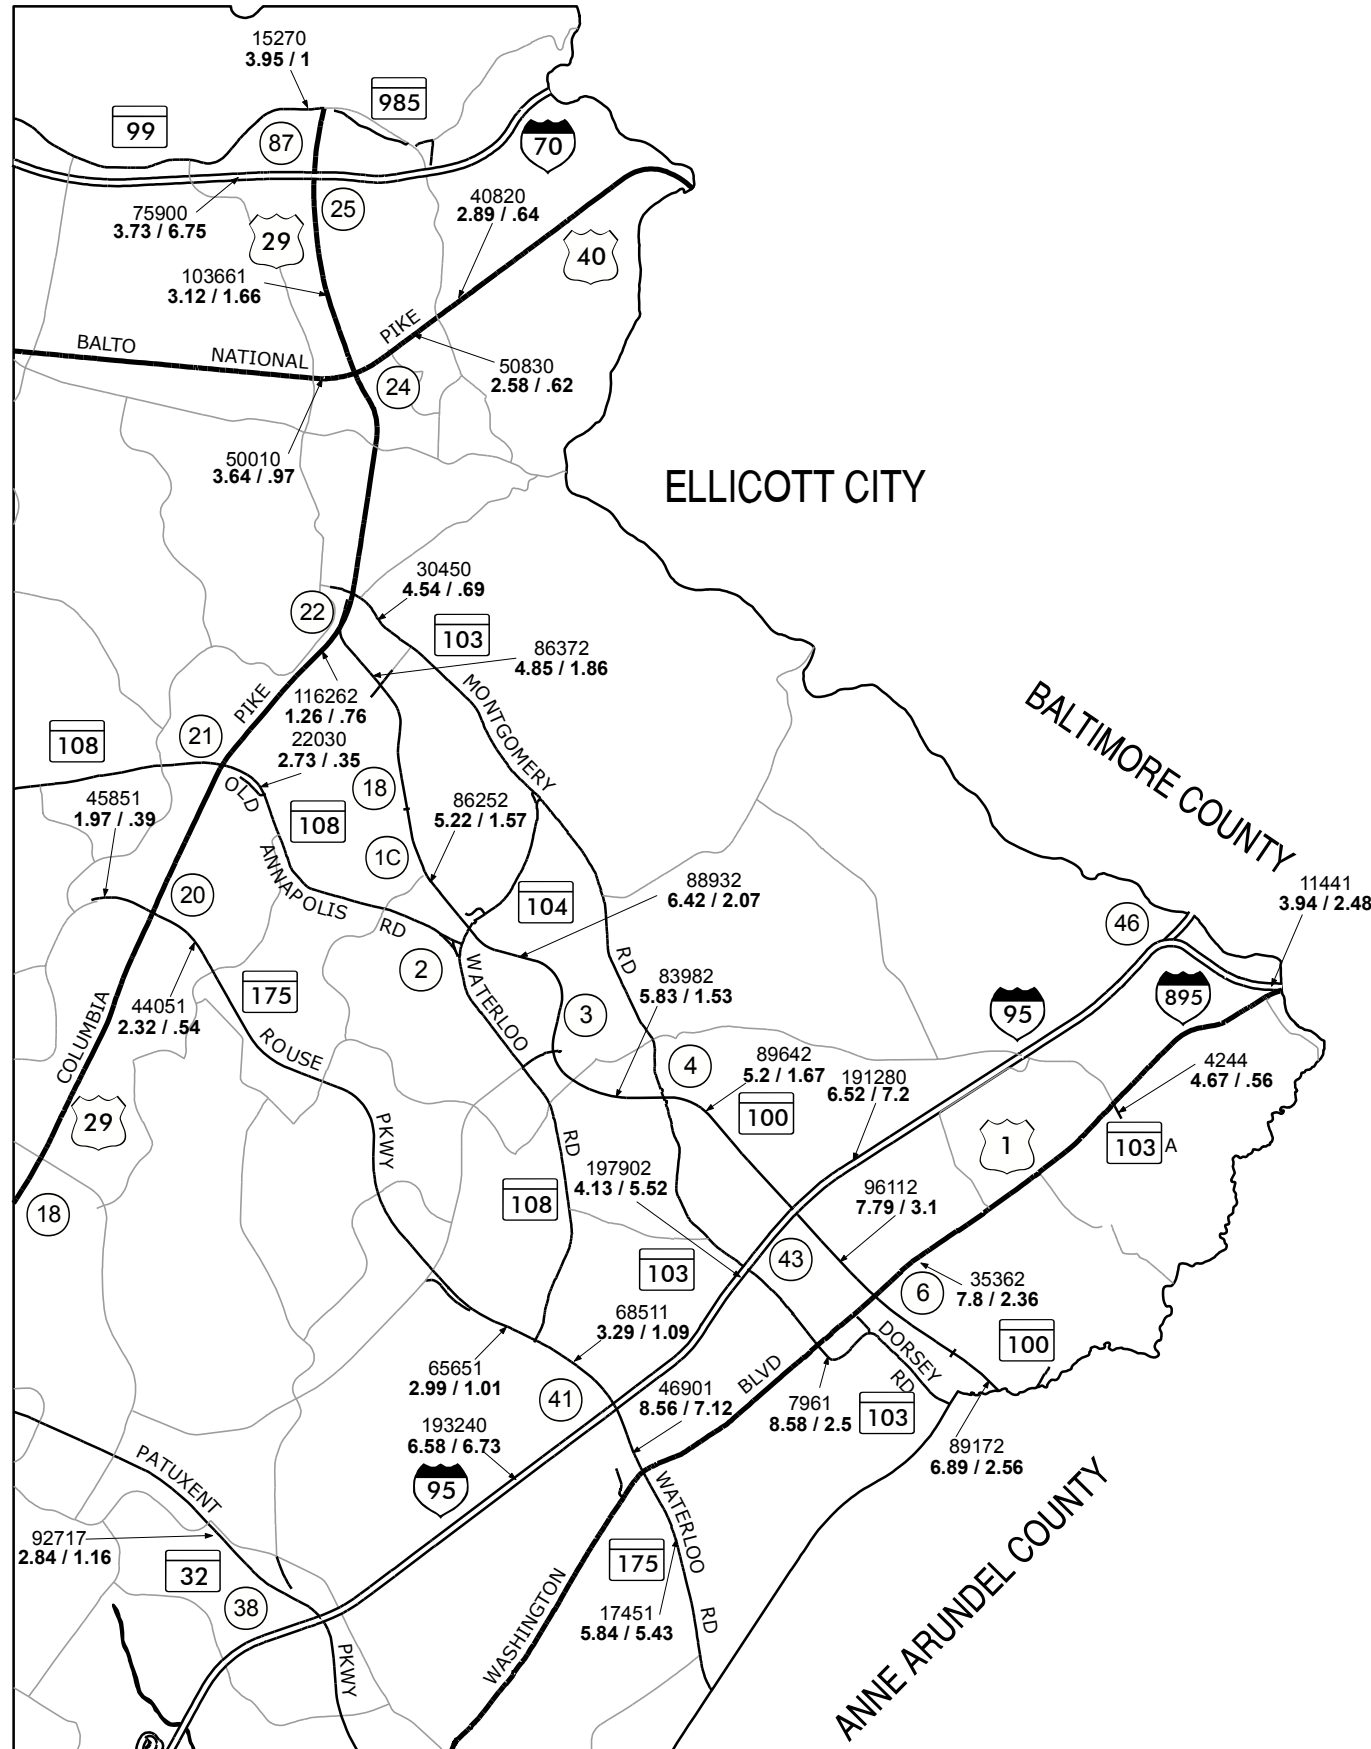 15270
3.95 / 1
985
99
87
70
75900
3.73 / 6.75
25
29
40820
2.89 / .64
40
103661
3.12 / 1.66
BALTO
NATIONAL
PIKE
50830
2.58 / .62
24
50010
3.64 / .97
ELLICOTT CITY
30450
4.54 / .69
22
103
86372
4.85 / 1.86
MONTGOMERY
PIKE
116262
1.26 / .76
22030
2.73 / .35
21
108
OLD
18
45851
1.97 / .39
108
86252
5.22 / 1.57
1C
BALTIMORE COUNTY
ANNAPOLIS
RD
20
104
88932
6.42 / 2.07
11441
3.94 / 2.48
46
2
WATERLOO
RD
83982
5.83 / 1.53
175
44051
2.32 / .54
COLUMBIA
ROUSE
3
95
895
4
89642
5.2 / 1.67
191280
6.52 / 7.2
4244
4.67 / .56
100
29
PKWY
RD
1
103 A
197902
4.13 / 5.52
96112
7.79 / 3.1
108
18
103
43
6
35362
7.8 / 2.36
68511
3.29 / 1.09
DORSEY
RD
100
65651
2.99 / 1.01
41
BLVD
46901
8.56 / 7.12
7961
8.58 / 2.5
103
193240
6.58 / 6.73
95
89172
6.89 / 2.56
PATUXENT
WATERLOO
RD
92717
2.84 / 1.16
32
175
38
17451
5.84 / 5.43
WASHINGTON
PKWY
ANNE ARUNDEL COUNTY